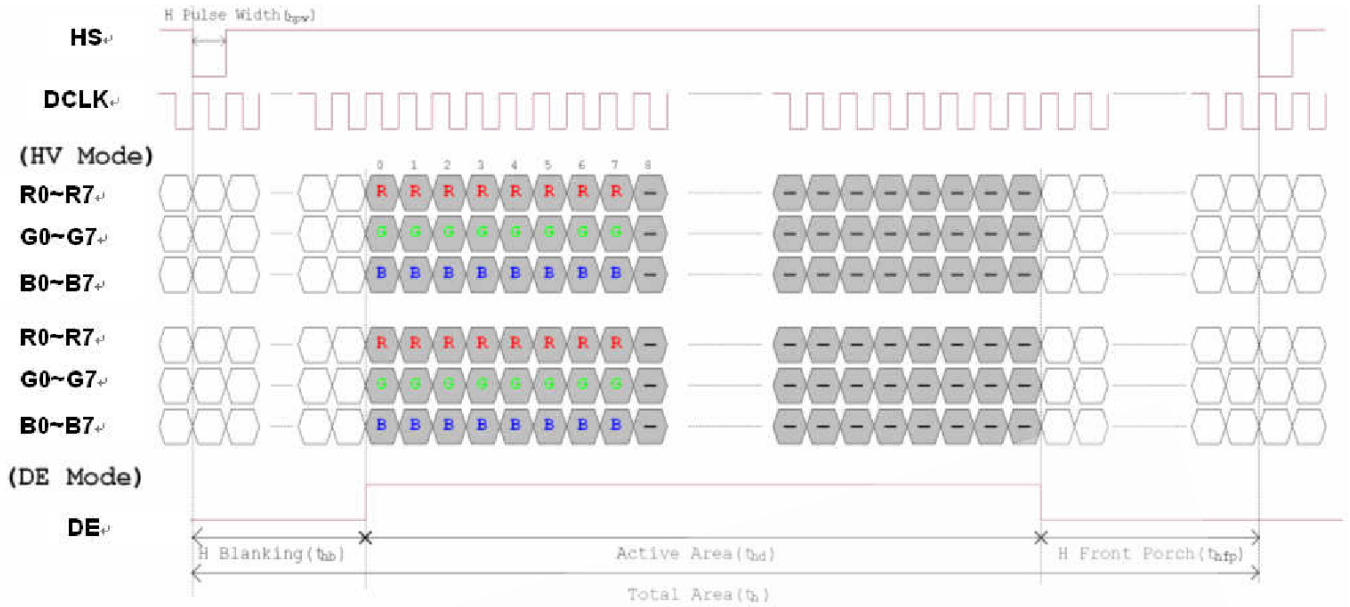 H Pulse Width(thpw)
HS
DCLK
(HV Mode)
0 1 2 3 4 5 6 7 8
R0~R7 R R R R R R R R – – – – – – – – –
G0~G7 G G G G G G G G – – – – – – – – –
B0~B7 B B B B B B B B – – – – – – – – –
R0~R7 R R R R R R R R – – – – – – – – –
G0~G7 G G G G G G G G – – – – – – – – –
B0~B7 B B B B B B B B – – – – – – – – –
(DE Mode)
DE
H Blanking(thb) Active Area(thd) H Front Porch(thfp)
Total Area(th)